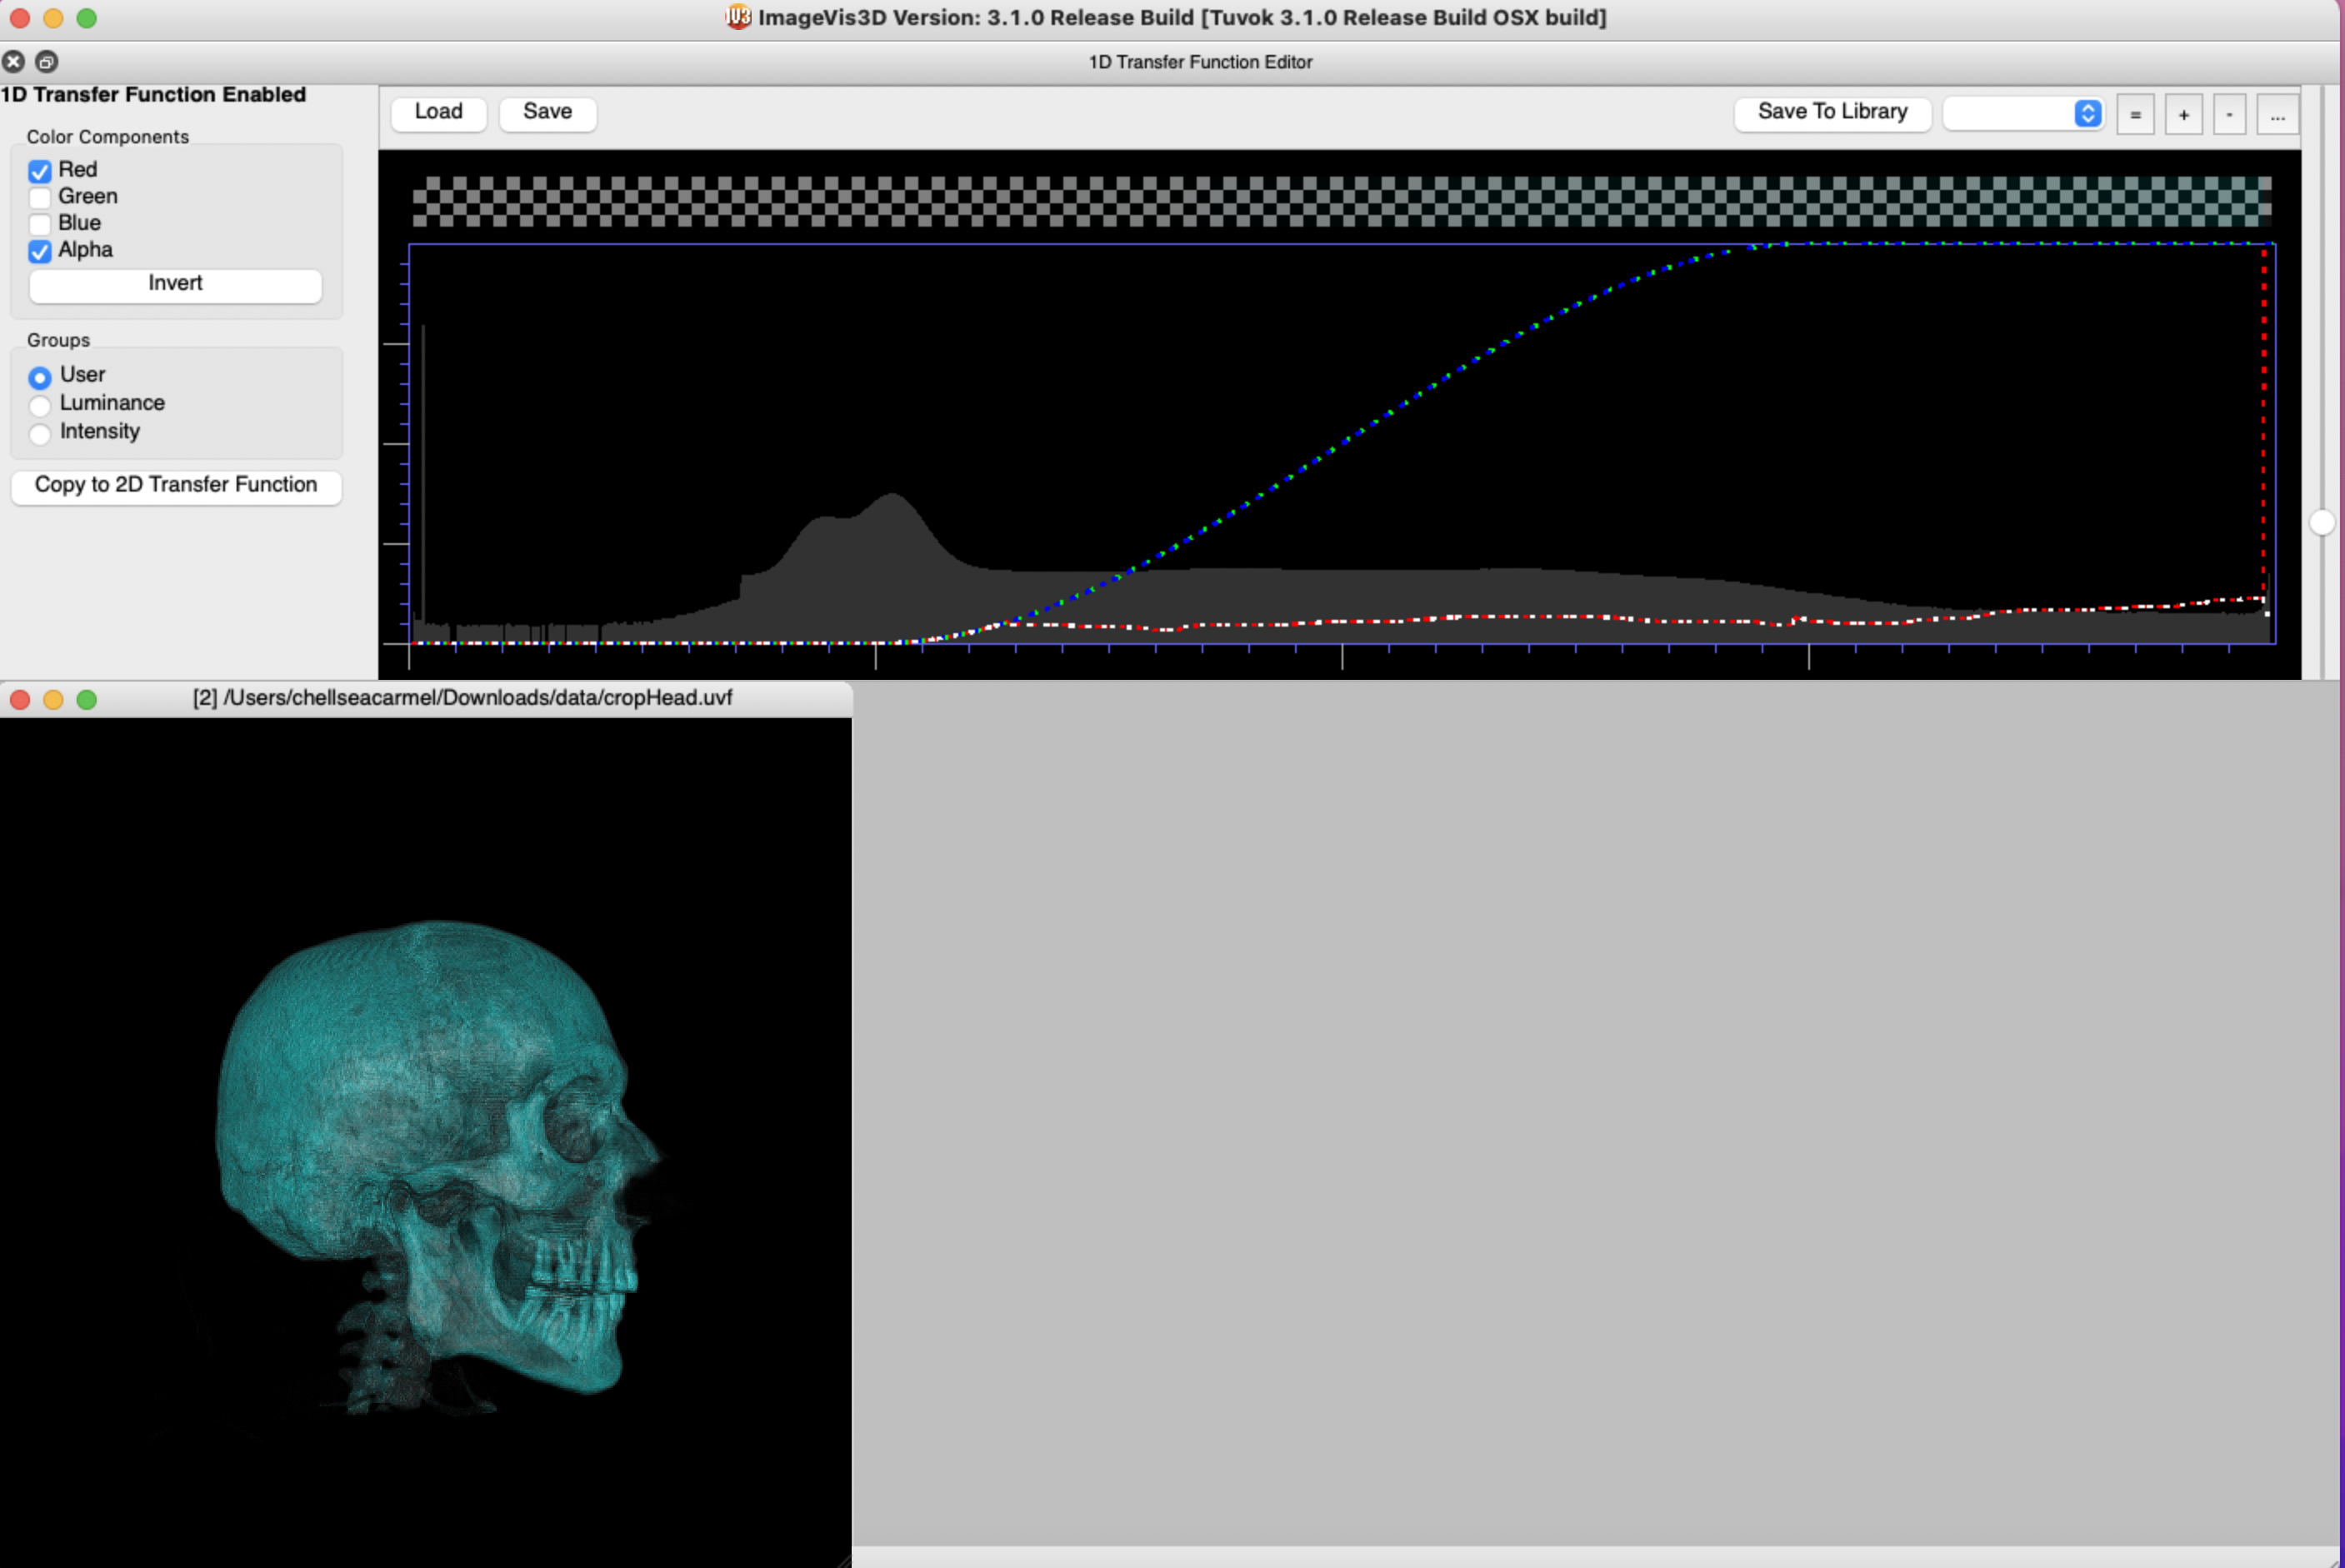 ImageVis3D Version: 3.1.0 Release Build [Tuvok 3.1.0 Release Build OSX build]
1D Transfer Function Editor
1D Transfer Function Enabled
Load Save Save To Library = + - ...
Color Components
Red
Green
Blue
Alpha
Invert
Groups
User
Luminance
Intensity
Copy to 2D Transfer Function
[2] /Users/chellseacarmel/Downloads/data/cropHead.uvf